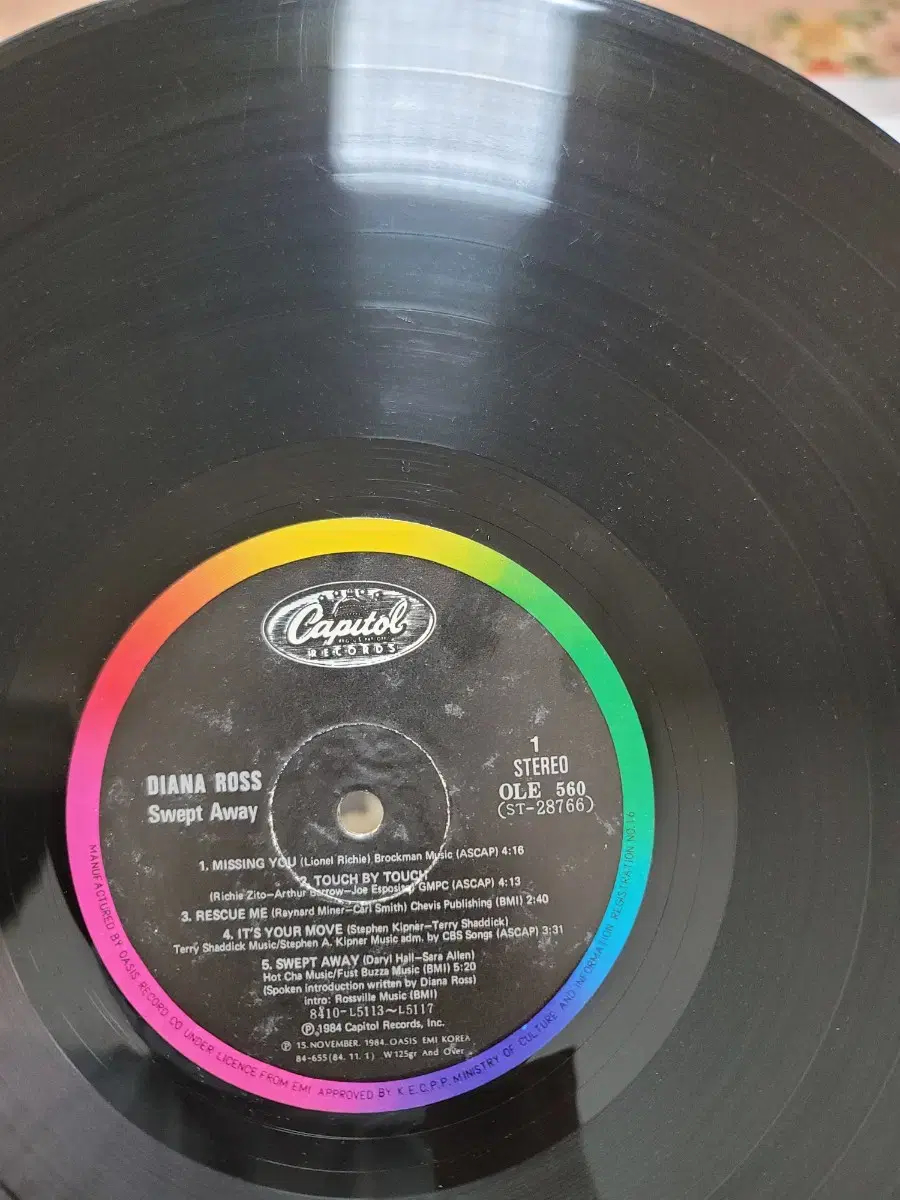 Capitol
RECORDS
1
STEREO
OLE 560
(ST-28766)
DIANA ROSS
Swept Away
1. MISSING YOU (Lionel Richie) Brockman Music (ASCAP) 4:16
2. TOUCH BY TOUCH
(Richie Zito-Arthur Barrow-Joe Esposito) GMPC (ASCAP) 4:13
3. RESCUE ME (Raynard Miner-Carl Smith) Chevis Publishing (BMI) 2:40
4. IT'S YOUR MOVE (Stephen Kipner-Terry Shaddick)
Terry Shaddick Music/Stephen A. Kipner Music adm. by CBS Songs (ASCAP) 3:31
5. SWEPT AWAY (Daryl Hall-Sara Allen)
Hot Cha Music/Fust Buzza Music (BMI) 5:20
(Spoken introduction written by Diana Ross)
intro: Rossville Music (BMI)
8410-L5113~L5117
℗ 1984 Capitol Records, Inc.
℗ 15. NOVEMBER. 1984. OASIS EMI KOREA
84-655(84. 11. 1) W125gr And Over
MANUFACTURED BY OASIS RECORD CO UNDER LICENCE FROM EMI APPROVED BY K.E.C.P.P. MINISTRY OF CULTURE AND INFORMATION REGISTRATION NO. 16